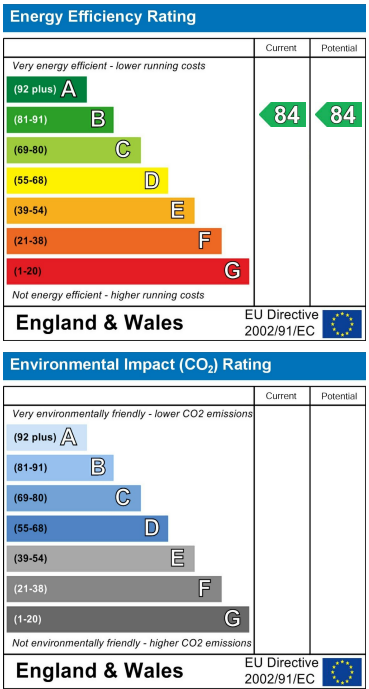 Energy Efficiency Rating
Current Potential
Very energy efficient - lower running costs
(92 plus) A
(81-91) B 84 84
(69-80) C
(55-68) D
(39-54) E
(21-38) F
(1-20) G
Not energy efficient - higher running costs
England & Wales EU Directive
2002/91/EC
Environmental Impact (CO₂) Rating
Current Potential
Very environmentally friendly - lower CO2 emissions
(92 plus) A
(81-91) B
(69-80) C
(55-68) D
(39-54) E
(21-38) F
(1-20) G
Not environmentally friendly - higher CO2 emissions
England & Wales EU Directive
2002/91/EC